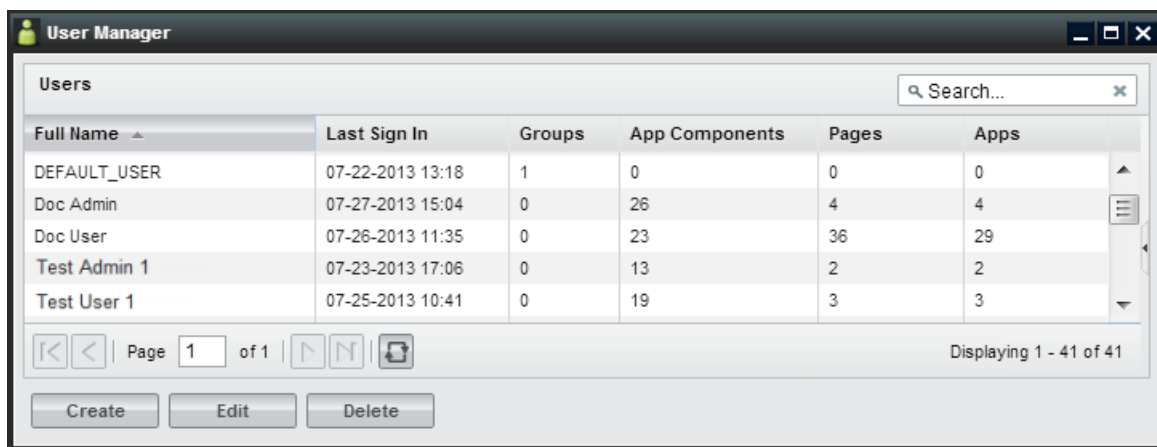 User Manager
Users Search...
Full Name Last Sign In Groups App Components Pages Apps
DEFAULT_USER 07-22-2013 13:18 1 0 0 0
Doc Admin 07-27-2013 15:04 0 26 4 4
Doc User 07-26-2013 11:35 0 23 36 29
Test Admin 1 07-23-2013 17:06 0 13 2 2
Test User 1 07-25-2013 10:41 0 19 3 3
Page 1 of 1 Displaying 1 - 41 of 41
Create Edit Delete